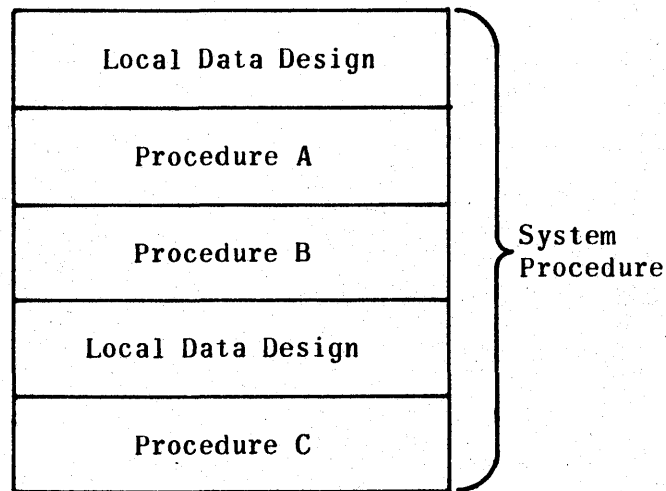 Local Data Design
Procedure A
Procedure B
Local Data Design
Procedure C
System
Procedure